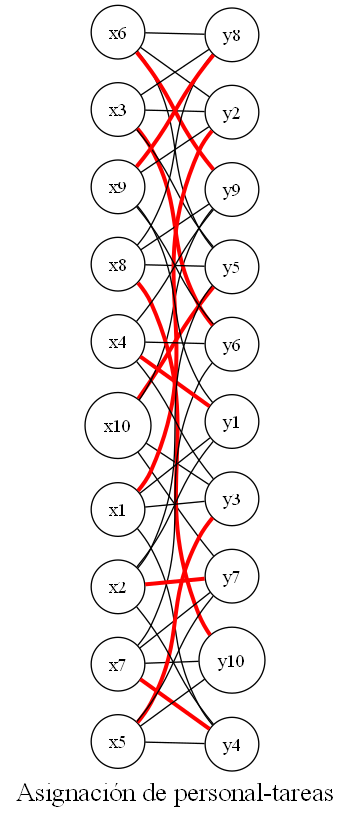 x6 y8
x3 y2
x9 y9
x8 y5
x4 y6
x10 y1
x1 y3
x2 y7
x7 y10
x5 y4
Asignación de personal-tareas